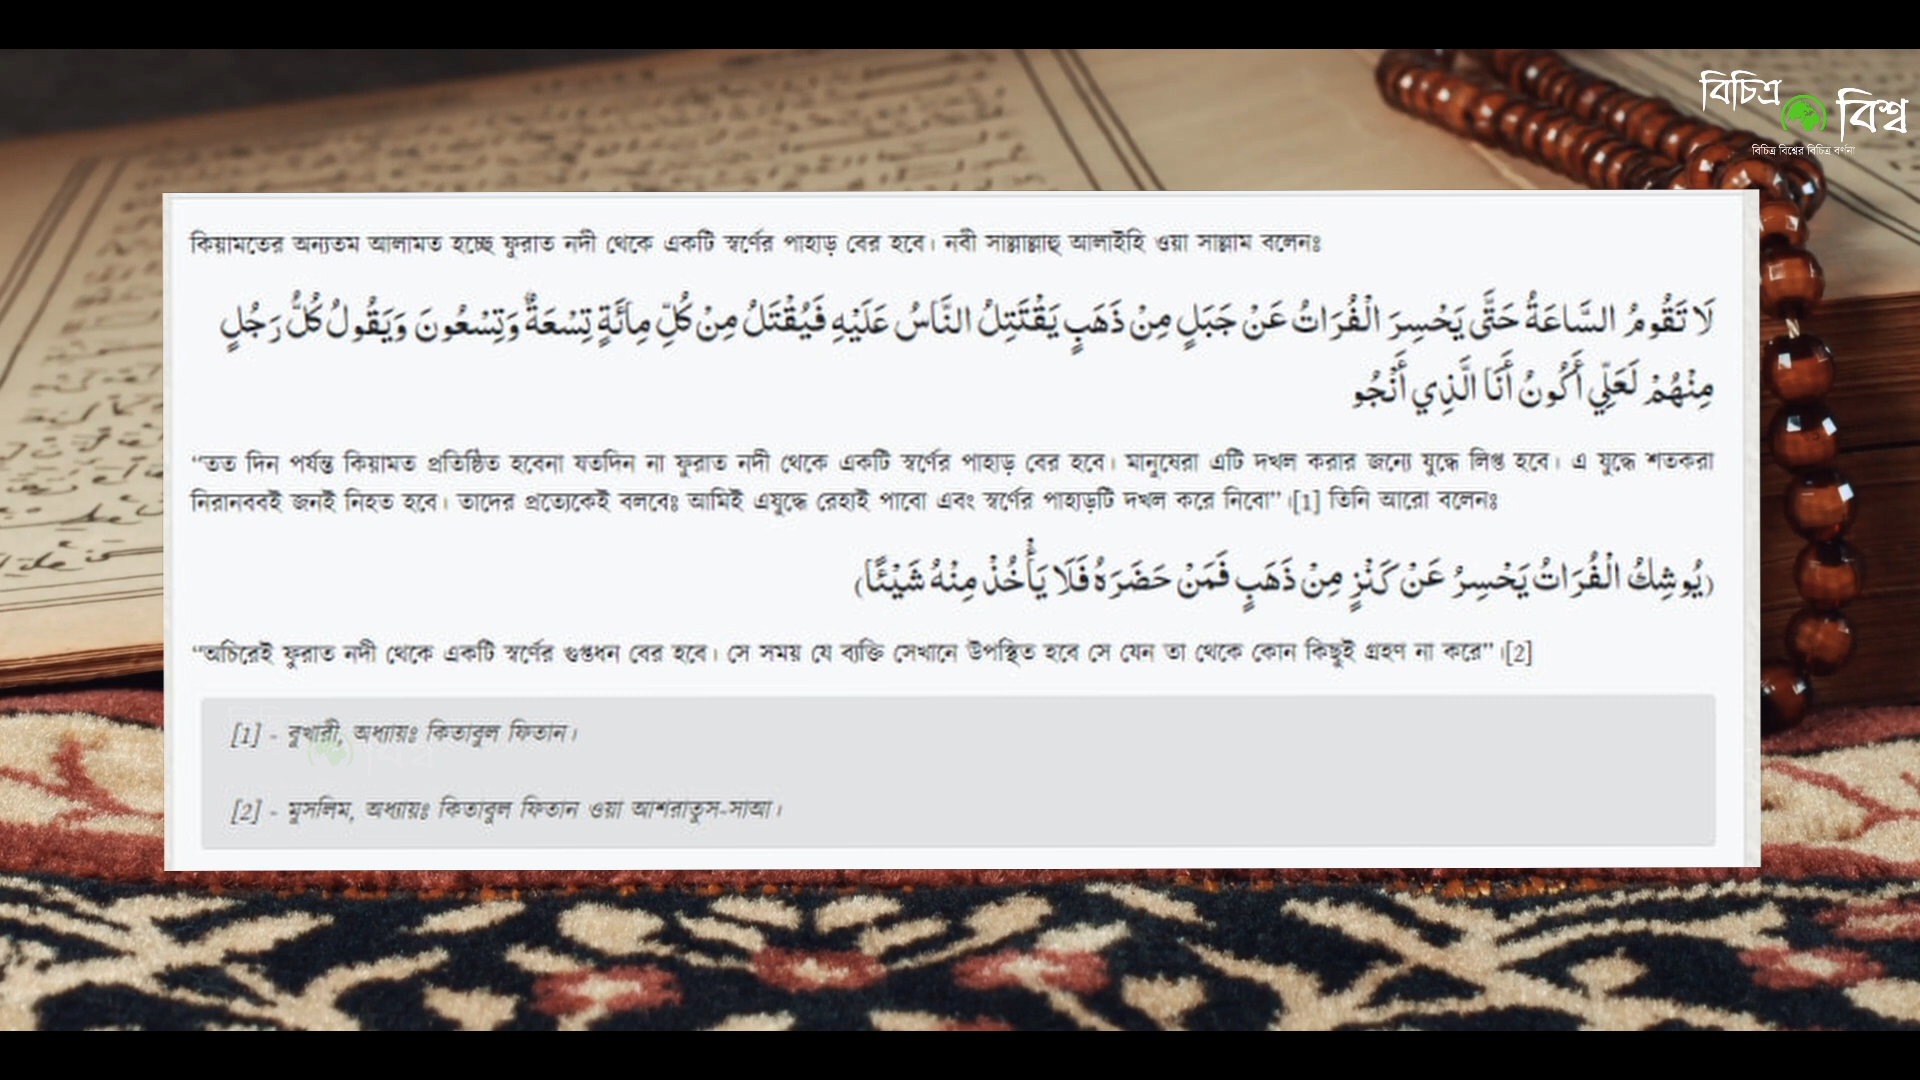 বিচিত্র বিশ্ব
বিচিত্র বিশ্বের বিচিত্র বর্ণনা
কিয়ামতের অন্যতম আলামত হচ্ছে ফুরাত নদী থেকে একটি স্বর্ণের পাহাড় বের হবে। নবী সাল্লাল্লাহু আলাইহি ওয়া সাল্লাম বলেনঃ
لَا تَقُومُ السَّاعَةُ حَتَّى يَحْسِرَ الْفُرَاتُ عَنْ جَبَلٍ مِنْ ذَهَبٍ يَقْتَتِلُ النَّاسُ عَلَيْهِ فَيُقْتَلُ مِنْ كُلِّ مِائَةٍ تِسْعَةٌ وَتِسْعُونَ وَيَقُولُ كُلُّ رَجُلٍ
مِنْهُمْ لَعَلِّي أَكُونُ أَنَا الَّذِي أَنْجُو
“তত দিন পর্যন্ত কিয়ামত প্রতিষ্ঠিত হবেনা যতদিন না ফুরাত নদী থেকে একটি স্বর্ণের পাহাড় বের হবে। মানুষেরা এটি দখল করার জন্যে যুদ্ধে লিপ্ত হবে। এ যুদ্ধে শতকরা
নিরানববই জনই নিহত হবে। তাদের প্রত্যেকেই বলবেঃ আমিই এযুদ্ধে রেহাই পাবো এবং স্বর্ণের পাহাড়টি দখল করে নিবো”।[1] তিনি আরো বলেনঃ
(يُوشِكُ الْفُرَاتُ يَحْسِرُ عَنْ كَنْزٍ مِنْ ذَهَبٍ فَمَنْ حَضَرَهُ فَلَا يَأْخُذْ مِنْهُ شَيْئًا)
“অচিরেই ফুরাত নদী থেকে একটি স্বর্ণের গুপ্তধন বের হবে। সে সময় যে ব্যক্তি সেখানে উপস্থিত হবে সে যেন তা থেকে কোন কিছুই গ্রহণ না করে”।[2]
[1] - বুখারী, অধ্যায়ঃ কিতাবুল ফিতান।
[2] - মুসলিম, অধ্যায়ঃ কিতাবুল ফিতান ওয়া আশরাতুস-সাআ।